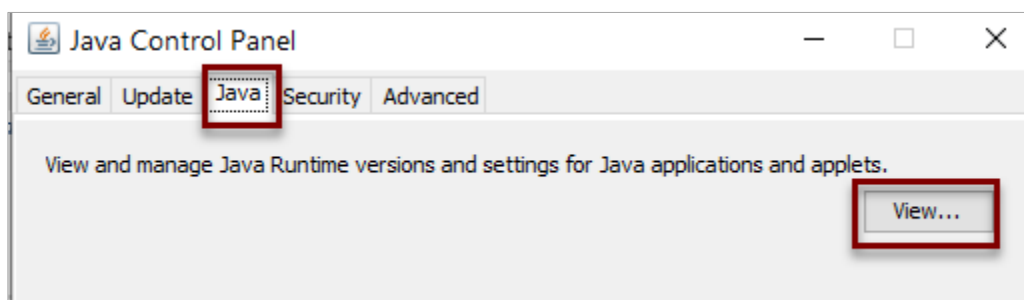 Java Control Panel
General Update Java Security Advanced
View and manage Java Runtime versions and settings for Java applications and applets.
View...